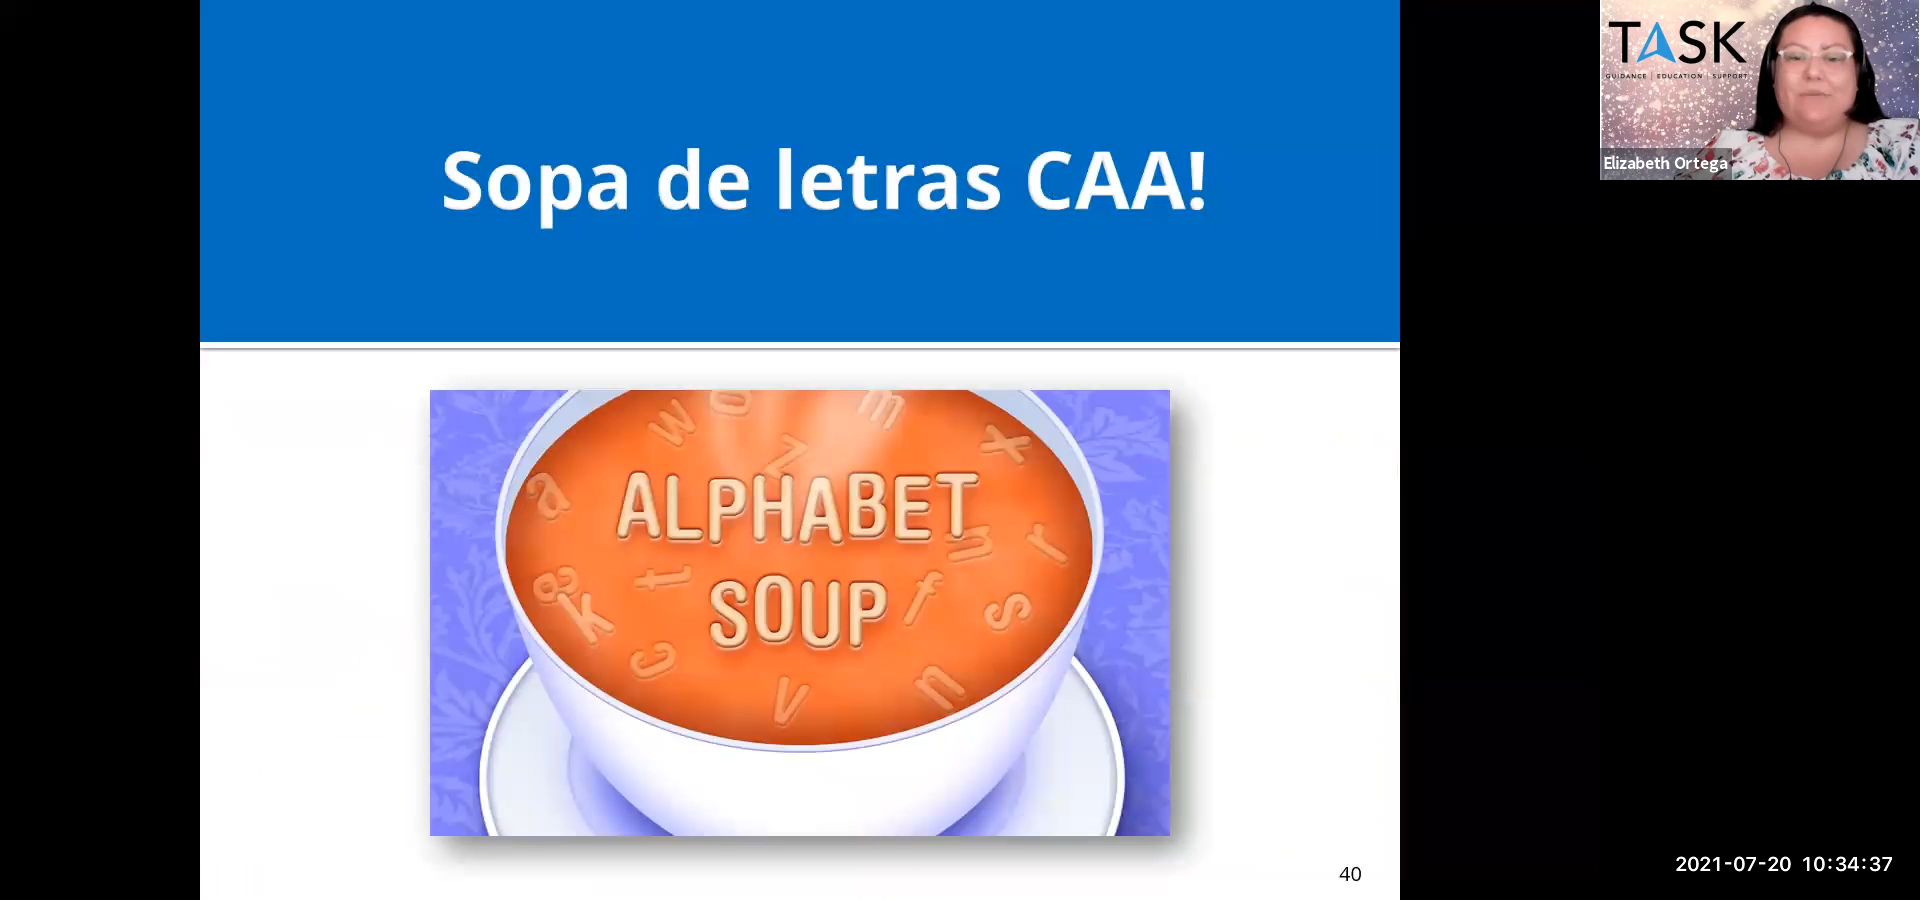 Sopa de letras CAA!
w o m
z x
a
ALPHABET
u r
g t
k
SOUP
f s
c
v n
40
TASK
GUIDANCE | EDUCATION | SUPPORT
Elizabeth Ortega
2021-07-20 10:34:37